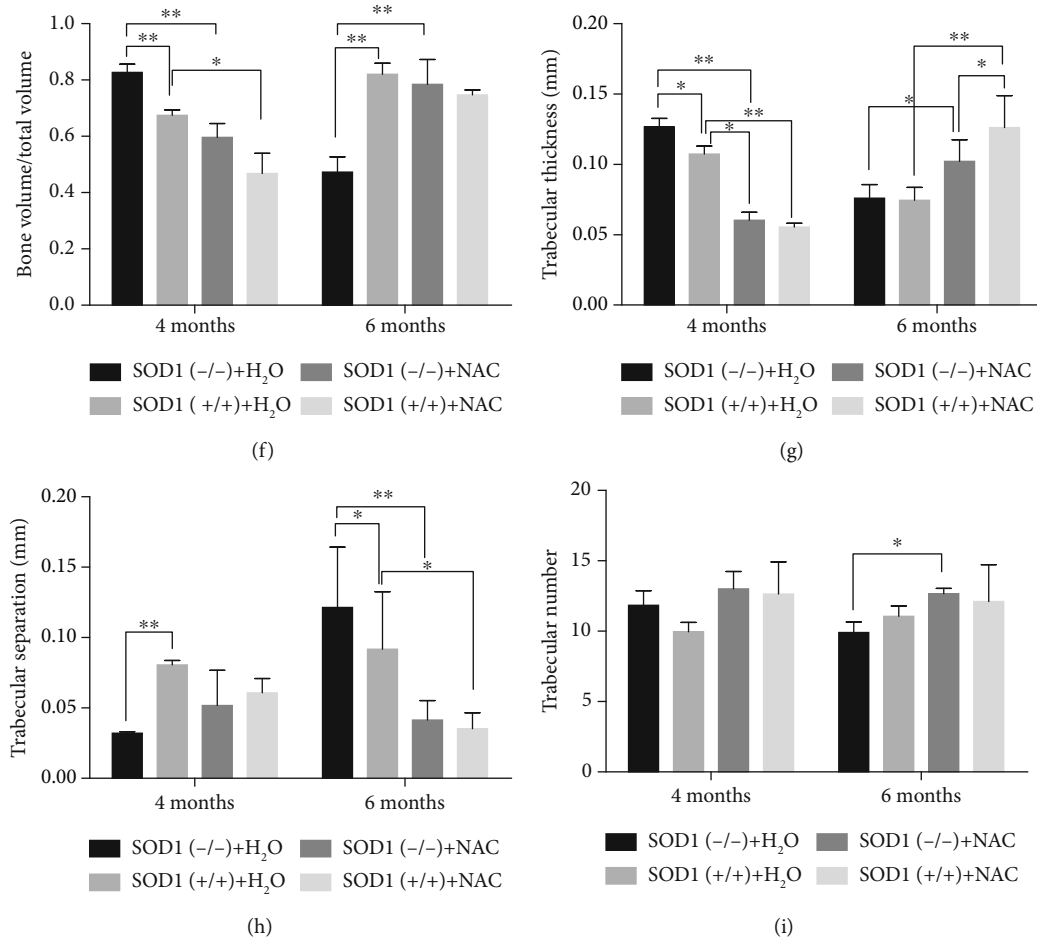 1.0
0.8
0.6
0.4
0.2
0.0
Bone volume/total volume
**
**
*
**
**
4 months
6 months
SOD1 (–/–)+H₂O
SOD1 (–/–)+NAC
SOD1 ( +/+)+H₂O
SOD1 (+/+)+NAC
(f)
0.20
0.15
0.10
0.05
0.00
Trabecular thickness (mm)
**
*
**
*
**
*
*
4 months
6 months
SOD1 (–/–)+H₂O
SOD1 (–/–)+NAC
SOD1 (+/+)+H₂O
SOD1 (+/+)+NAC
(g)
0.20
0.15
0.10
0.05
0.00
Trabecular separation (mm)
**
**
*
*
4 months
6 months
SOD1 (–/–)+H₂O
SOD1 (–/–)+NAC
SOD1 (+/+)+H₂O
SOD1 (+/+)+NAC
(h)
20
15
10
5
0
Trabecular number
*
4 months
6 months
SOD1 (–/–)+H₂O
SOD1 (–/–)+NAC
SOD1 (+/+)+H₂O
SOD1 (+/+)+NAC
(i)